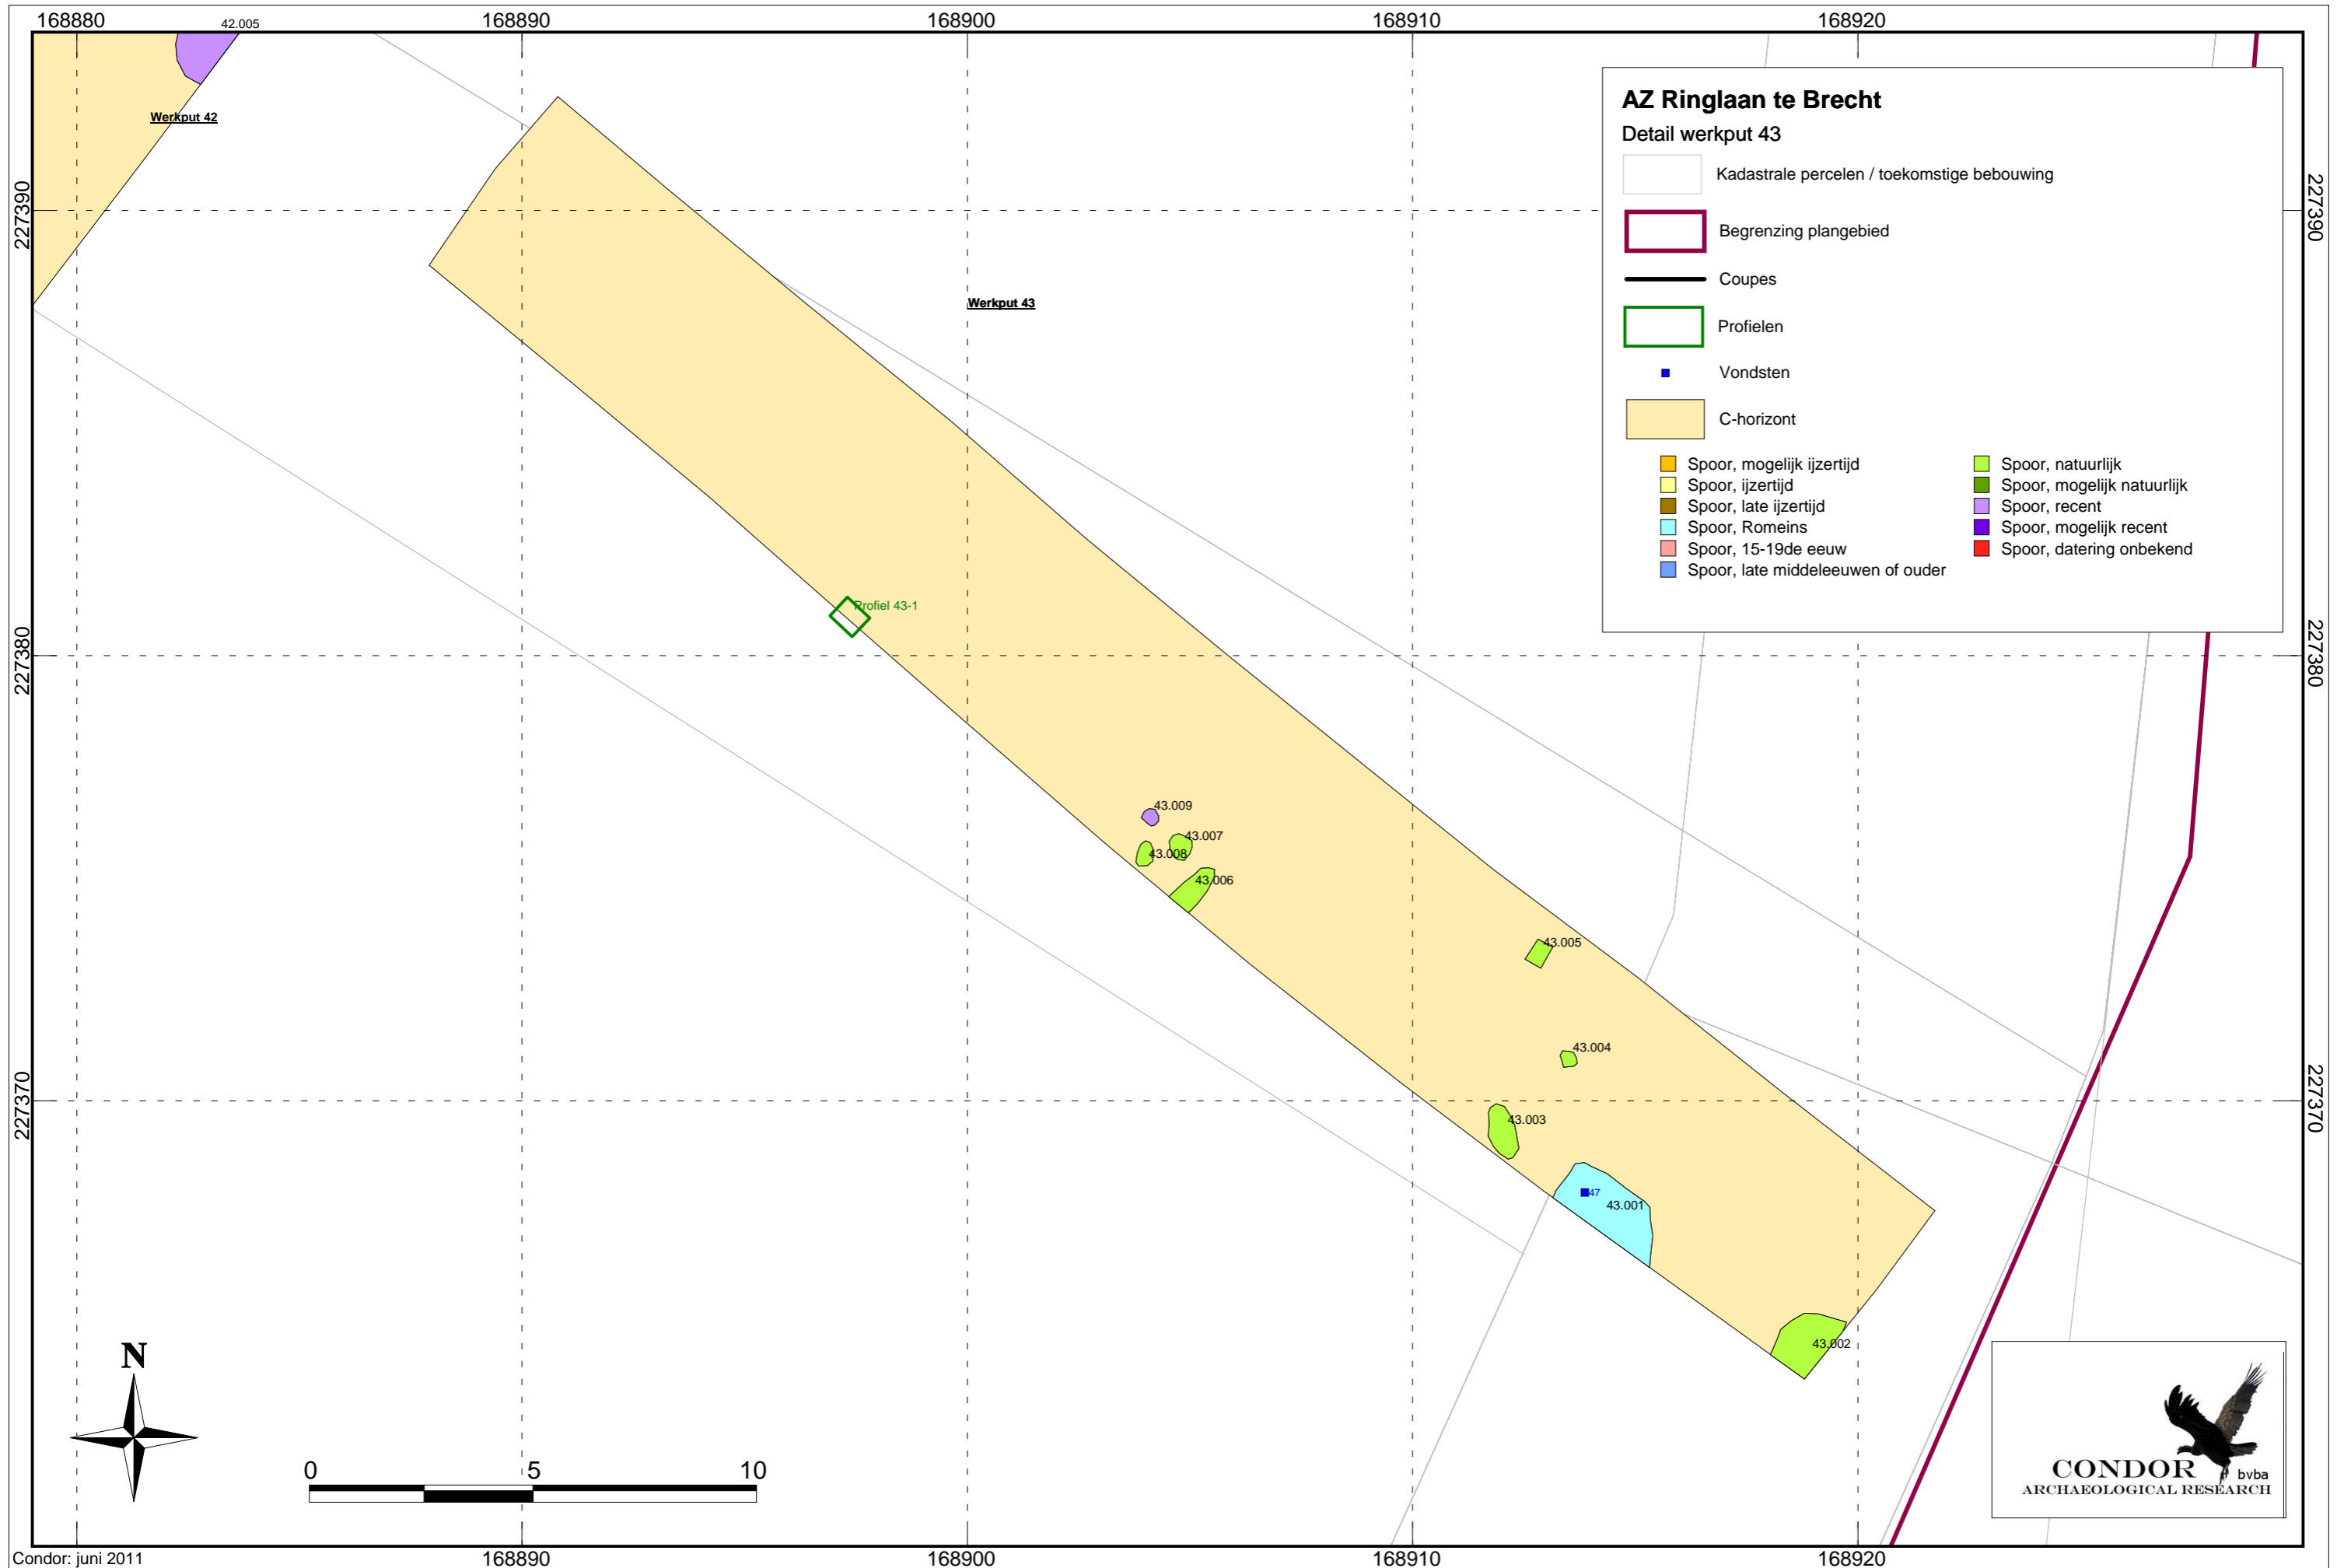 168880
168890
168900
168910
168920
42.005
Werkput 42
227390
227390
Werkput 43
AZ Ringlaan te Brecht
Detail werkput 43
Kadastrale percelen / toekomstige bebouwing
Begrenzing plangebied
Coupes
Profielen
Vondsten
C-horizont
Spoor, mogelijk ijzertijd
Spoor, ijzertijd
Spoor, late ijzertijd
Spoor, Romeins
Spoor, 15-19de eeuw
Spoor, late middeleeuwen of ouder
Spoor, natuurlijk
Spoor, mogelijk natuurlijk
Spoor, recent
Spoor, mogelijk recent
Spoor, datering onbekend
Profiel 43-1
227380
227380
43.009
43.007
43.008
43.006
43.005
43.004
227370
227370
43.003
47
43.001
43.002
N
0
5
10
CONDOR bvba
ARCHAEOLOGICAL RESEARCH
Condor: juni 2011
168890
168900
168910
168920